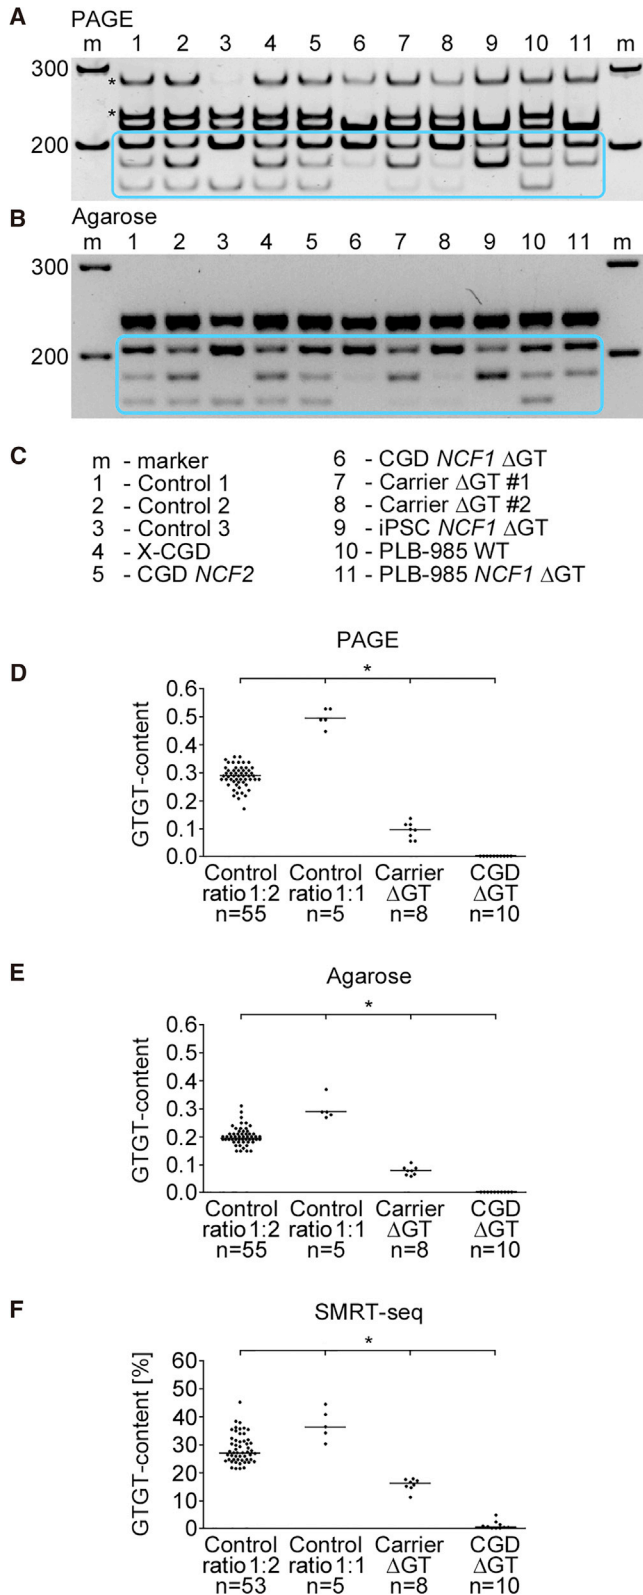 A PAGE
m 1 2 3 4 5 6 7 8 9 10 11 m
300
*
*
200
B Agarose
m 1 2 3 4 5 6 7 8 9 10 11 m
300
200
C
m - marker
1 - Control 1
2 - Control 2
3 - Control 3
4 - X-CGD
5 - CGD NCF2
6 - CGD NCF1 ΔGT
7 - Carrier ΔGT #1
8 - Carrier ΔGT #2
9 - iPSC NCF1 ΔGT
10 - PLB-985 WT
11 - PLB-985 NCF1 ΔGT
D
PAGE
*
GTGT-content
0.6
0.5
0.4
0.3
0.2
0.1
0.0
Control Control Carrier CGD
ratio 1:2 ratio 1:1 ΔGT ΔGT
n=55 n=5 n=8 n=10
E
Agarose
*
GTGT-content
0.6
0.5
0.4
0.3
0.2
0.1
0.0
Control Control Carrier CGD
ratio 1:2 ratio 1:1 ΔGT ΔGT
n=55 n=5 n=8 n=10
F
SMRT-seq
*
GTGT-content [%]
60
50
40
30
20
10
0
Control Control Carrier CGD
ratio 1:2 ratio 1:1 ΔGT ΔGT
n=53 n=5 n=8 n=10